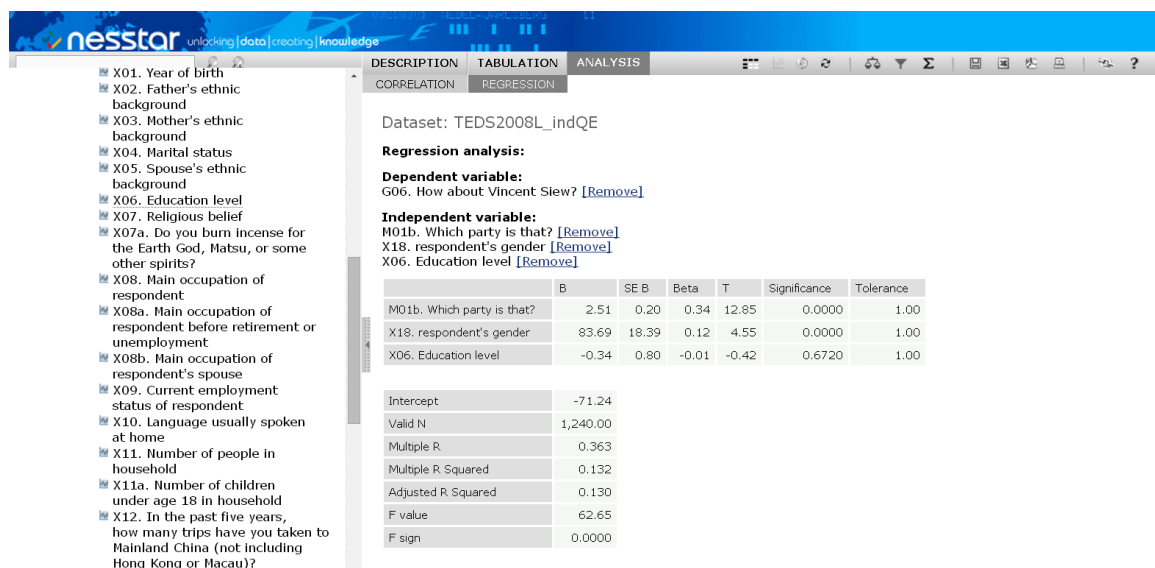 nesstar unlocking|data|creating|knowledge
X01. Year of birth
X02. Father's ethnic
background
X03. Mother's ethnic
background
X04. Marital status
X05. Spouse's ethnic
background
X06. Education level
X07. Religious belief
X07a. Do you burn incense for
the Earth God, Matsu, or some
other spirits?
X08. Main occupation of
respondent
X08a. Main occupation of
respondent before retirement or
unemployment
X08b. Main occupation of
respondent's spouse
X09. Current employment
status of respondent
X10. Language usually spoken
at home
X11. Number of people in
household
X11a. Number of children
under age 18 in household
X12. In the past five years,
how many trips have you taken to
Mainland China (not including
Hong Kong or Macau)?
DESCRIPTION TABULATION ANALYSIS
Σ ?
CORRELATION REGRESSION
Dataset: TEDS2008L_indQE
Regression analysis:
Dependent variable:
G06. How about Vincent Siew? [Remove]
Independent variable:
M01b. Which party is that? [Remove]
X18. respondent's gender [Remove]
X06. Education level [Remove]
B SE B Beta T Significance Tolerance
M01b. Which party is that? 2.51 0.20 0.34 12.85 0.0000 1.00
X18. respondent's gender 83.69 18.39 0.12 4.55 0.0000 1.00
X06. Education level -0.34 0.80 -0.01 -0.42 0.6720 1.00
Intercept -71.24
Valid N 1,240.00
Multiple R 0.363
Multiple R Squared 0.132
Adjusted R Squared 0.130
F value 62.65
F sign 0.0000